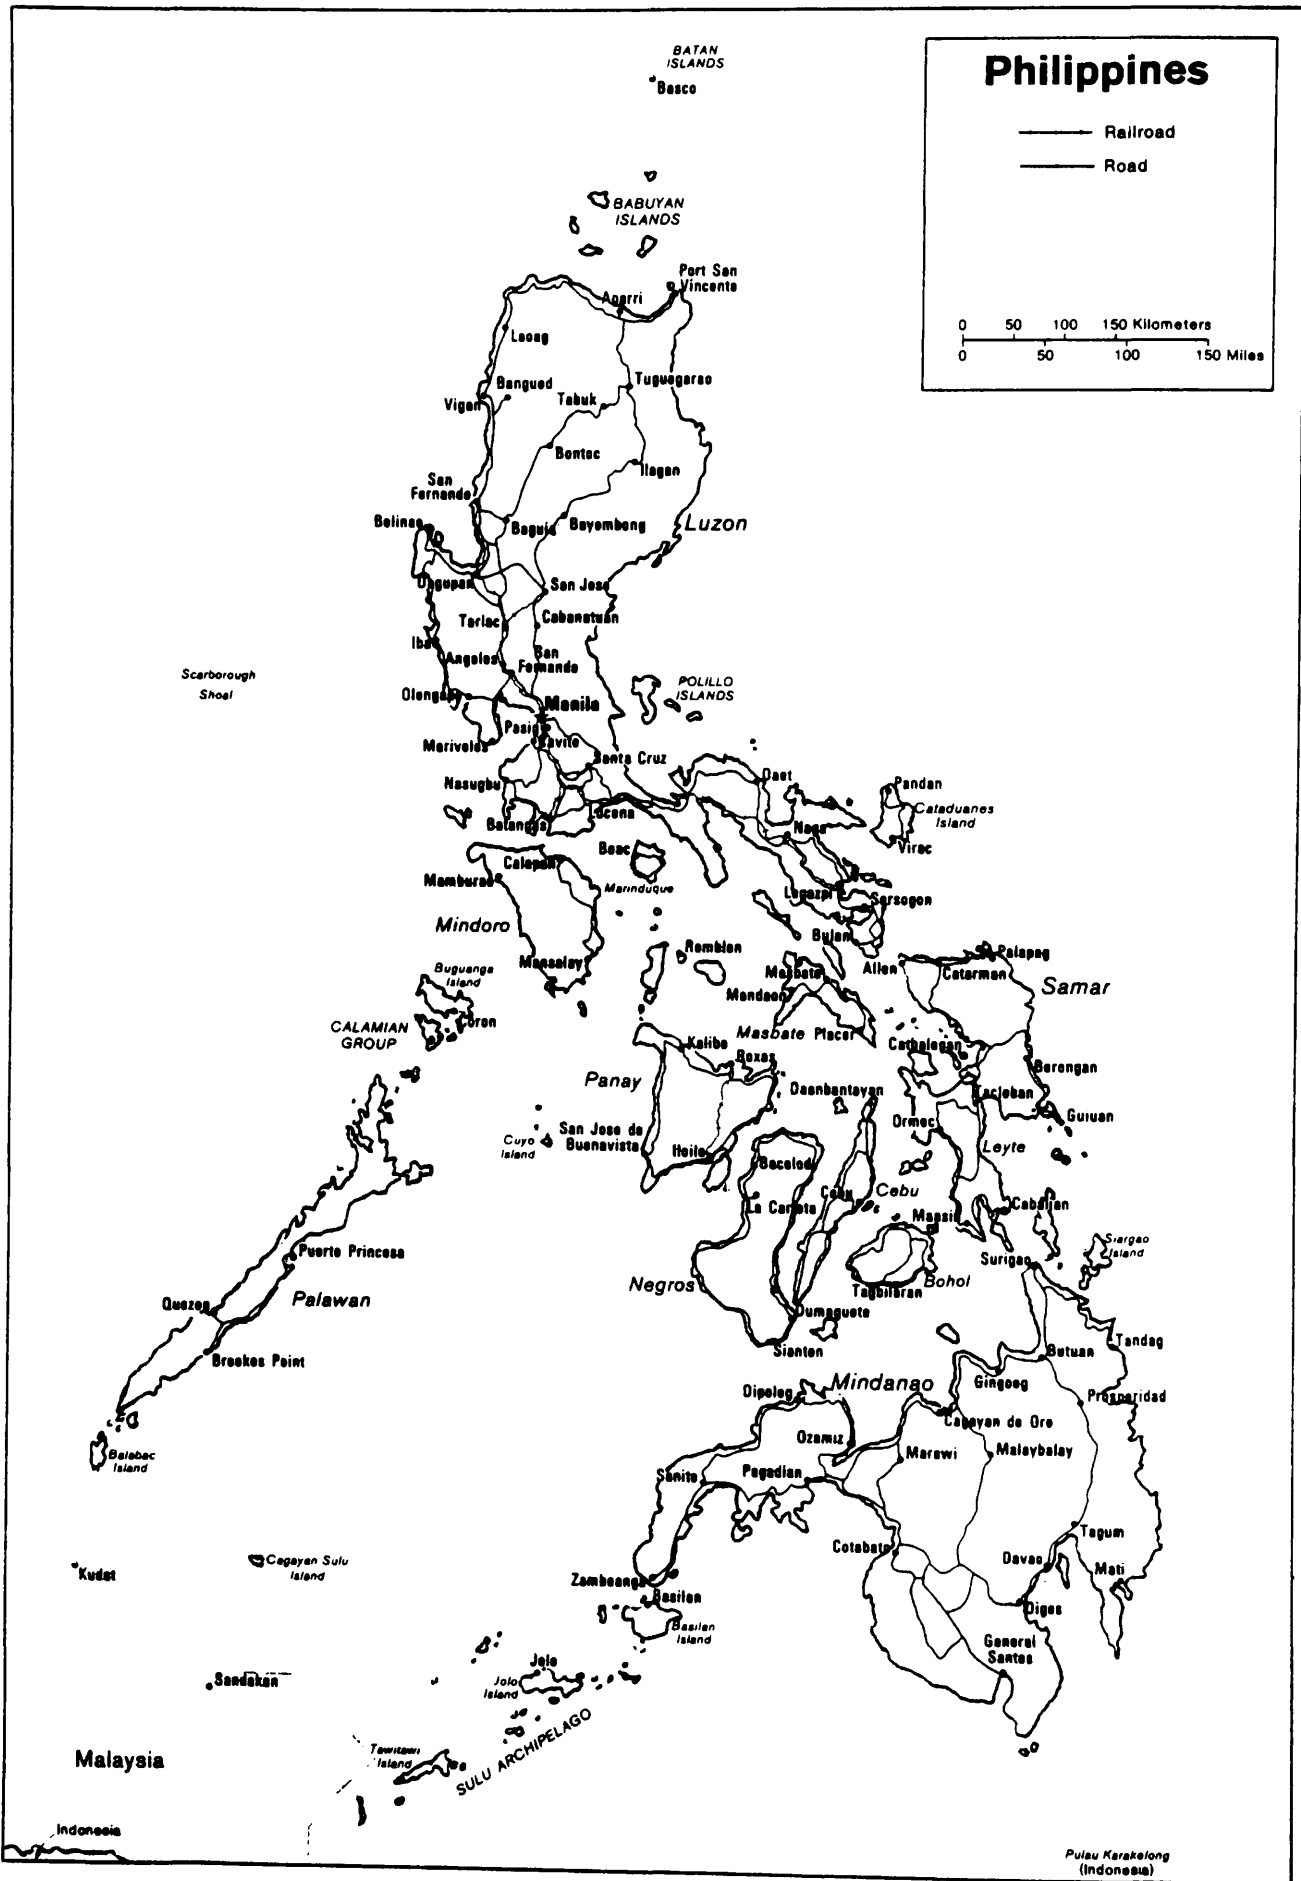 BATAN
ISLANDS
Basco
Philippines
Railroad
Road
0 50 100 150 Kilometers
0 50 100 150 Miles
BABUYAN
ISLANDS
Port San
Vincente
Aparri
Laoag
Bangued
Vigan
Tabuk
Tuguegarao
Bontoc
Ilagan
San
Fernando
Bolinao
Baguio
Bayombong
Luzon
Dagupan
San Jose
Tarlac
Cabanatuan
Iba
Angeles
San
Fernando
Scarborough
Shoal
POLILLO
ISLANDS
Olongapo
Manila
Pasig
Cavite
Mariveles
Santa Cruz
Nasugbu
Daet
Pandan
Cataduanes
Island
Batangas
Lucena
Naga
Virac
Boac
Calapan
Mamburao
Marinduque
Legazpi
Sorsogon
Mindoro
Bulan
Romblon
Mansalay
Masbate
Allen
Catarman
Palapag
Samar
Buguanga
Island
Mandaon
Coron
CALAMIAN
GROUP
Masbate
Placer
Kalibo
Roxas
Catbalogan
Borongan
Panay
Daanbantayan
Tacloban
Guiuan
Ormoc
San Jose de
Buenavista
Cuyo
Island
Iloilo
Leyte
Bacolod
Cebu
Cebu
La Carlota
Cabalian
Maasin
Siargao
Island
Puerto Princesa
Surigao
Negros
Bohol
Tagbilaran
Palawan
Quezon
Dumaguete
Brookes Point
Sianton
Butuan
Tandag
Dipolog
Mindanao
Gingoog
Prosperidad
Cagayan de Oro
Ozamiz
Balabac
Island
Marawi
Malaybalay
Sanito
Pagadian
Tagum
Cotabato
Davao
Mati
Cagayan Sulu
Island
Kudat
Zamboanga
Basilan
Digos
Basilan
Island
General
Santos
Jolo
Jolo
Island
Sandakan
SULU ARCHIPELAGO
Tawitawi
Island
Malaysia
Indonesia
Pulau Karakelong
(Indonesia)